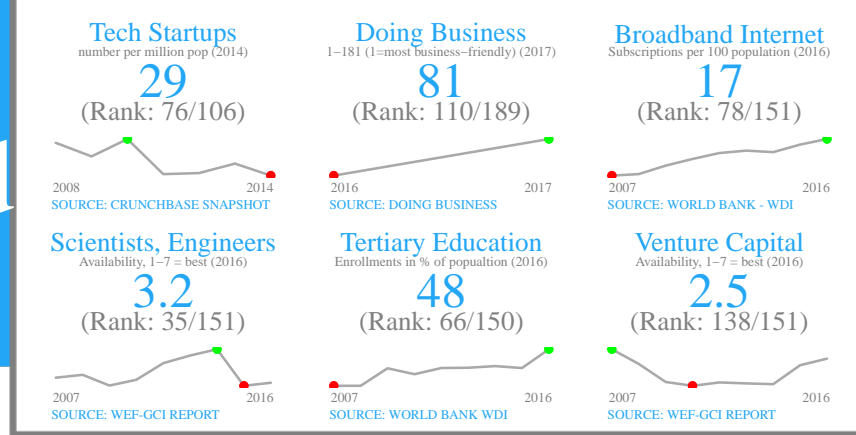 Tech Startups
number per million pop (2014)
29
(Rank: 76/106)
2008 2014
SOURCE: CRUNCHBASE SNAPSHOT
Doing Business
1−181 (1=most business−friendly) (2017)
81
(Rank: 110/189)
2016 2017
SOURCE: DOING BUSINESS
Broadband Internet
Subscriptions per 100 population (2016)
17
(Rank: 78/151)
2007 2016
SOURCE: WORLD BANK - WDI
Scientists, Engineers
Availability, 1−7 = best (2016)
3.2
(Rank: 35/151)
2007 2016
SOURCE: WEF-GCI REPORT
Tertiary Education
Enrollments in % of popualtion (2016)
48
(Rank: 66/150)
2007 2016
SOURCE: WORLD BANK WDI
Venture Capital
Availability, 1−7 = best (2016)
2.5
(Rank: 138/151)
2007 2016
SOURCE: WEF-GCI REPORT